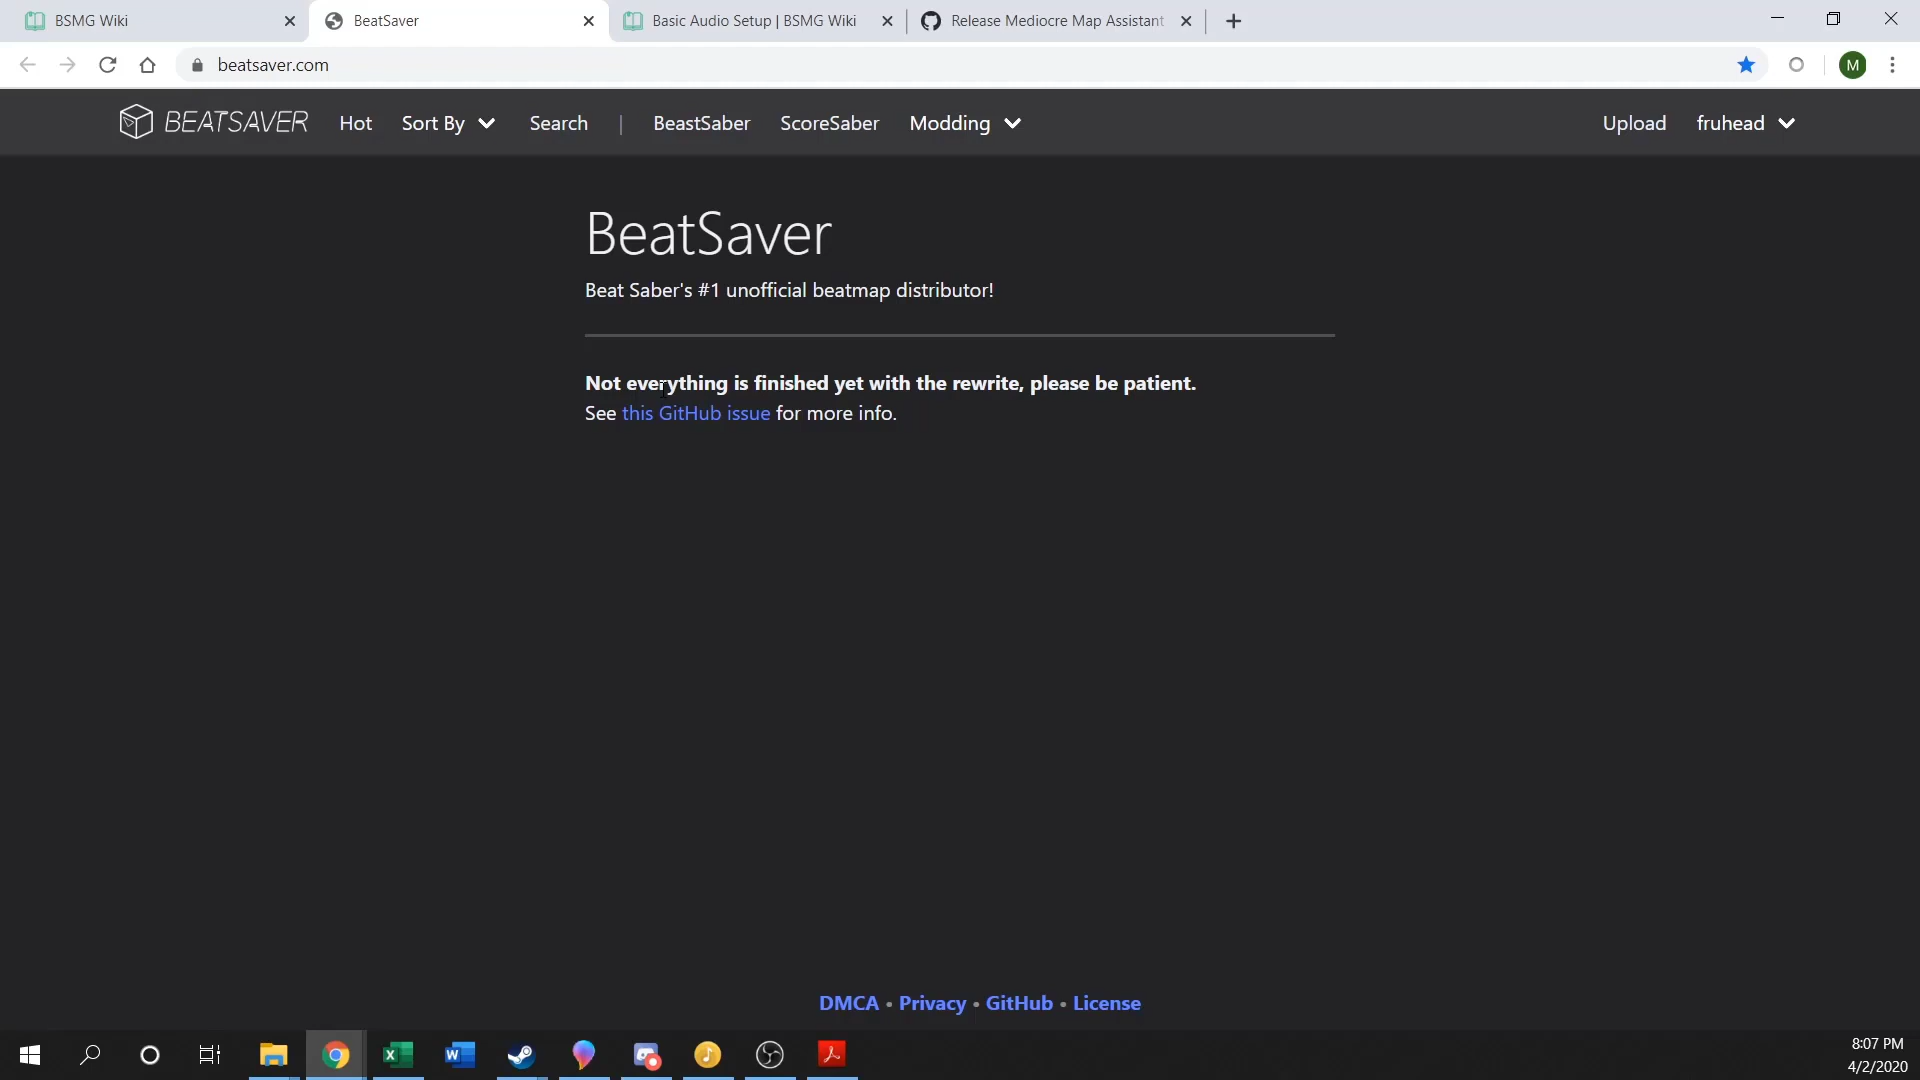 BSMG Wiki
BeatSaver
Basic Audio Setup | BSMG Wiki
Release Mediocre Map Assistant
beatsaver.com
M
BEATSAVER
Hot
Sort By
Search
|
BeastSaber
ScoreSaber
Modding
Upload
fruhead
BeatSaver
Beat Saber's #1 unofficial beatmap distributor!
Not everything is finished yet with the rewrite, please be patient.
See this GitHub issue for more info.
DMCA • Privacy • GitHub • License
8:07 PM
4/2/2020